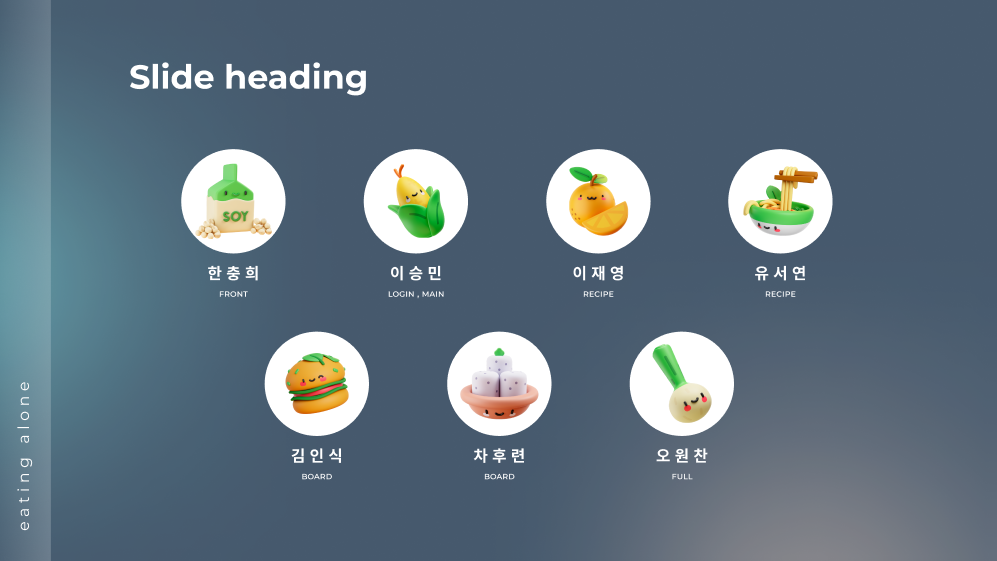 Slide heading
SOY
한충희
FRONT
이승민
LOGIN , MAIN
이재영
RECIPE
유서연
RECIPE
김인식
BOARD
차후련
BOARD
오원찬
FULL
eating alone